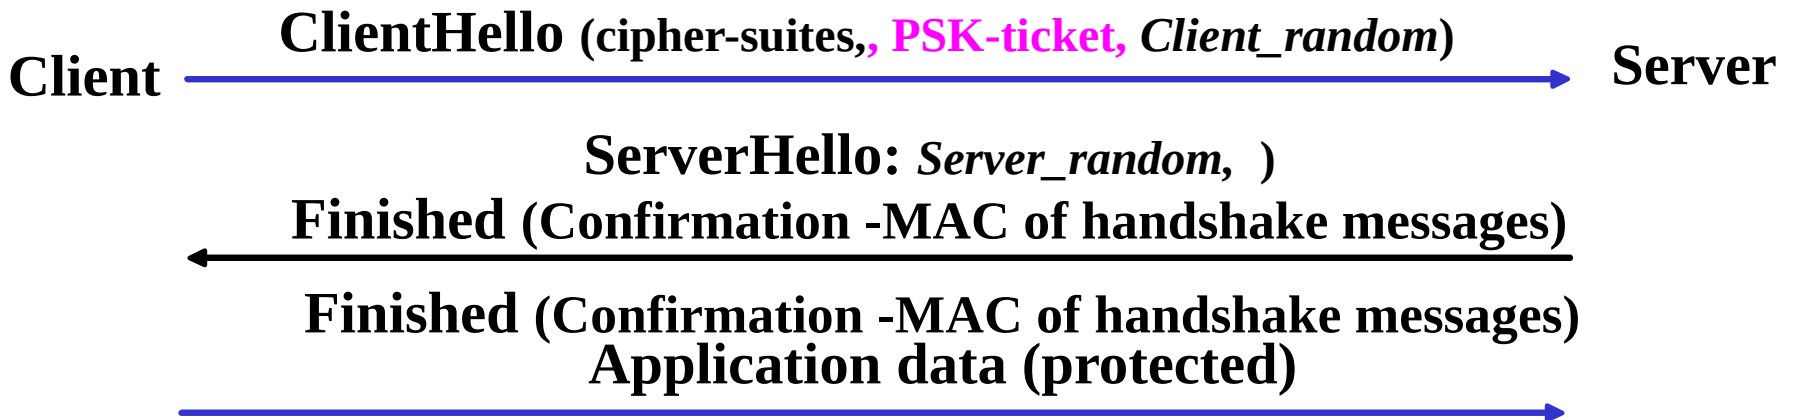 ClientHello (cipher-suites,, PSK-ticket, Client_random)
Client
Server
ServerHello: Server_random, )
Finished (Confirmation -MAC of handshake messages)
Finished (Confirmation -MAC of handshake messages)
Application data (protected)